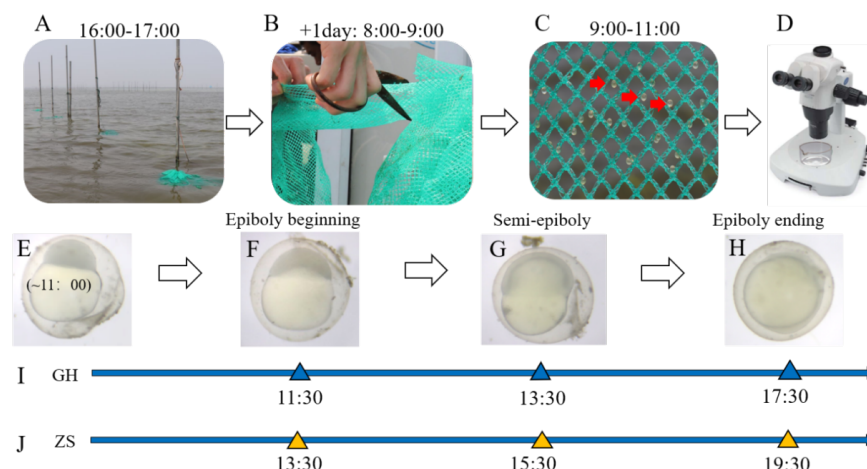 A
16:00-17:00
B
+1day: 8:00-9:00
C
9:00-11:00
D
Epiboly beginning
Semi-epiboly
Epiboly ending
E
(~11: 00)
F
G
H
I
GH
11:30
13:30
17:30
J
ZS
13:30
15:30
19:30